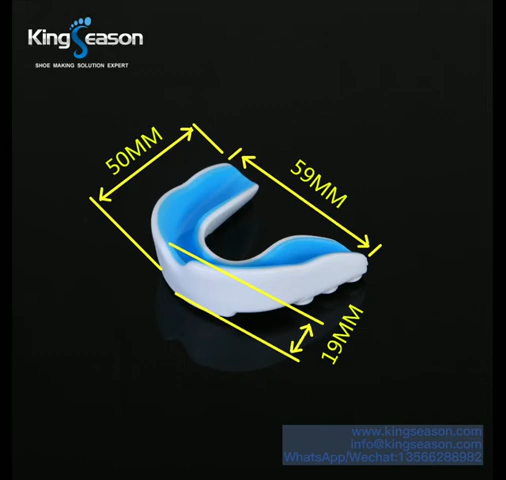 KingSeason
SHOE MAKING SOLUTION EXPERT
50MM
59MM
19MM
www.kingseason.com
info@kingseason.com
WhatsApp/Wechat:13566288982